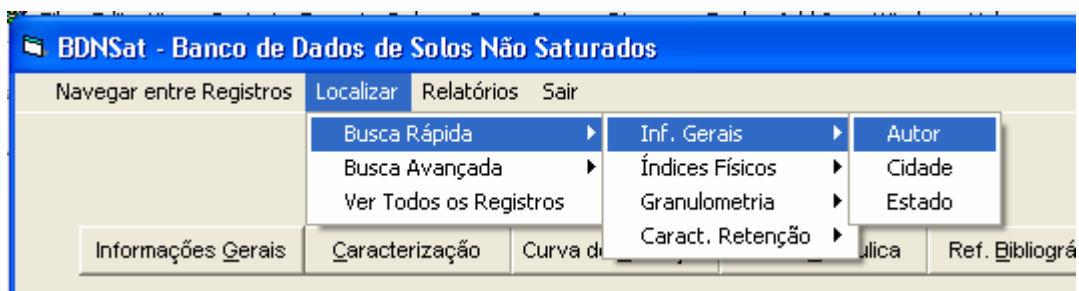 BDNSat - Banco de Dados de Solos Não Saturados
Navegar entre Registros Localizar Relatórios Sair
Busca Rápida Inf. Gerais Autor
Busca Avançada Índices Físicos Cidade
Ver Todos os Registros Granulometria Estado
Caract. Retenção
Informações Gerais Caracterização Curva Ref. Bibliográ